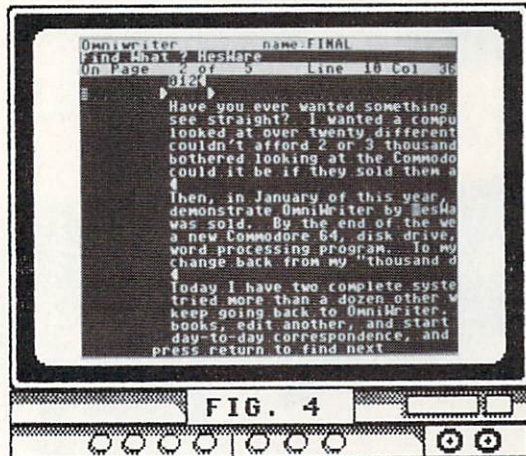 Omniwriter name:FINAL
Find What ? HesWare
On Page 2 of 5 Line 10 Col 36
012
Have you ever wanted something
see straight? I wanted a compu
looked at over twenty different
couldn't afford 2 or 3 thousand
bothered looking at the Commodo
could it be if they sold them a
Then, in January of this year,
demonstrate OmniWriter by HesWa
was sold. By the end of the we
a new Commodore 64, disk drive,
word processing program. To my
change back from my "thousand d
Today I have two complete syste
tried more than a dozen other w
keep going back to OmniWriter.
books, edit another, and start
day-to-day correspondence, and
press return to find next
FIG. 4